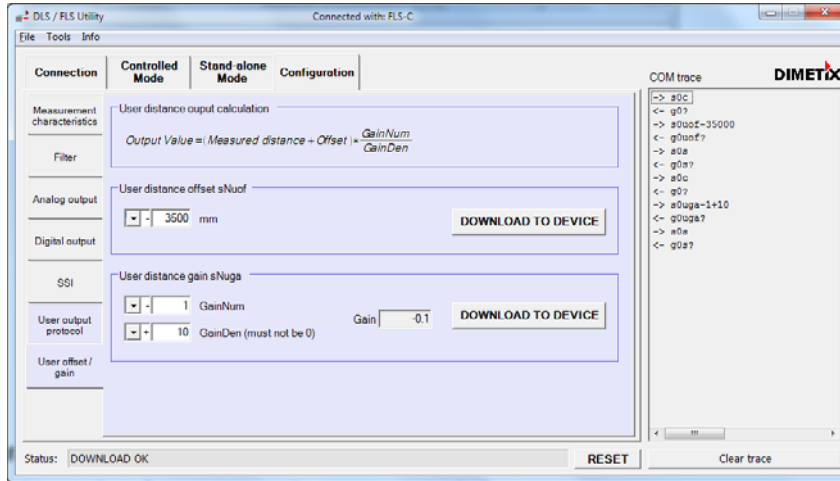 DLS / FLS Utility
Connected with: FLS-C
File Tools Info
Connection
Controlled Mode
Stand-alone Mode
Configuration
Measurement characteristics
Filter
Analog output
Digital output
SSI
User output protocol
User offset / gain
User distance ouput calculation
Output Value=(Measured distance+Offset)*GainNum
GainDen
User distance offset sNuof
- 3500 mm
DOWNLOAD TO DEVICE
User distance gain sNuga
- 1 GainNum
+ 10 GainDen (must not be 0)
Gain -0.1
DOWNLOAD TO DEVICE
COM trace
DIMETIX
-> s0c
<- g0?
-> s0uof-35000
<- g0uof?
-> s0s
<- g0s?
-> s0c
<- g0?
-> s0uga-1+10
<- g0uga?
-> s0s
<- g0s?
Status: DOWNLOAD OK
RESET
Clear trace